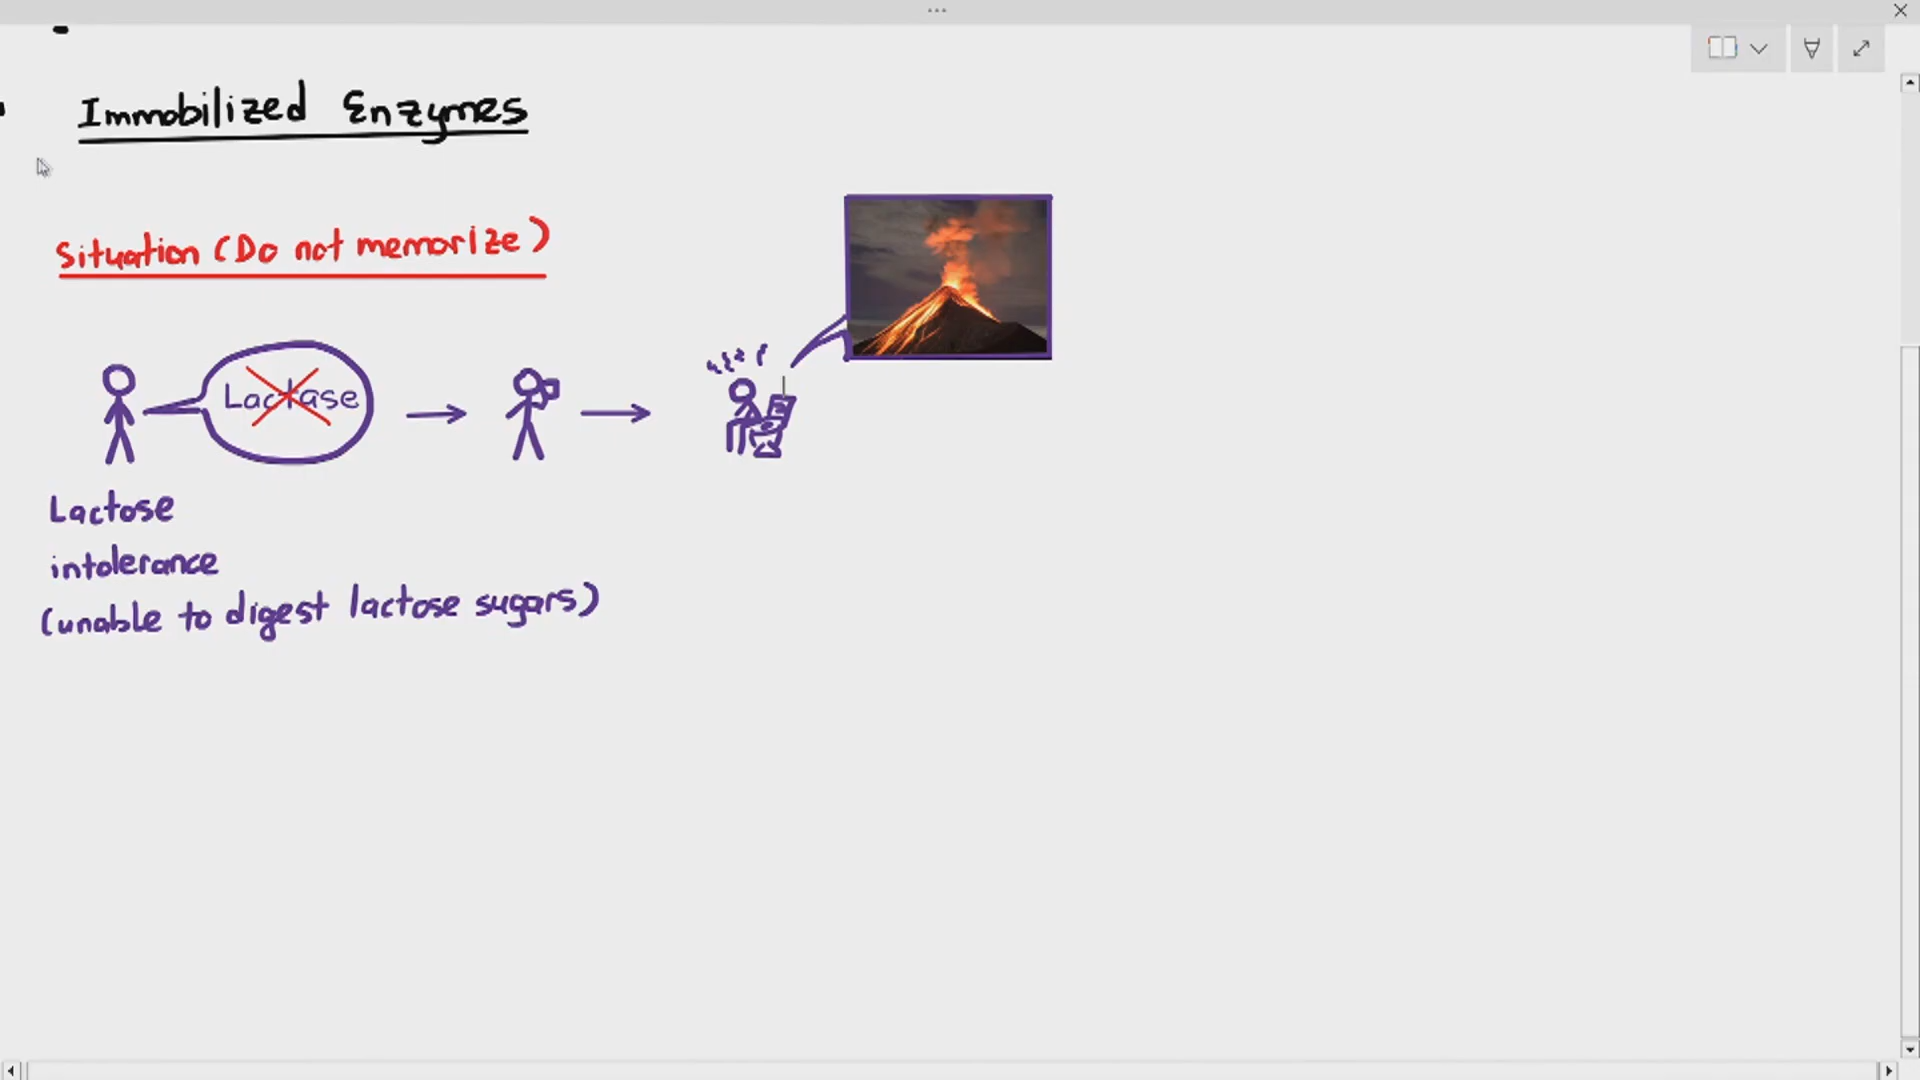 Immobilized Enzymes
Situation (Do not memorize)
Lactase
Lactose
intolerance
(unable to digest lactose sugars)